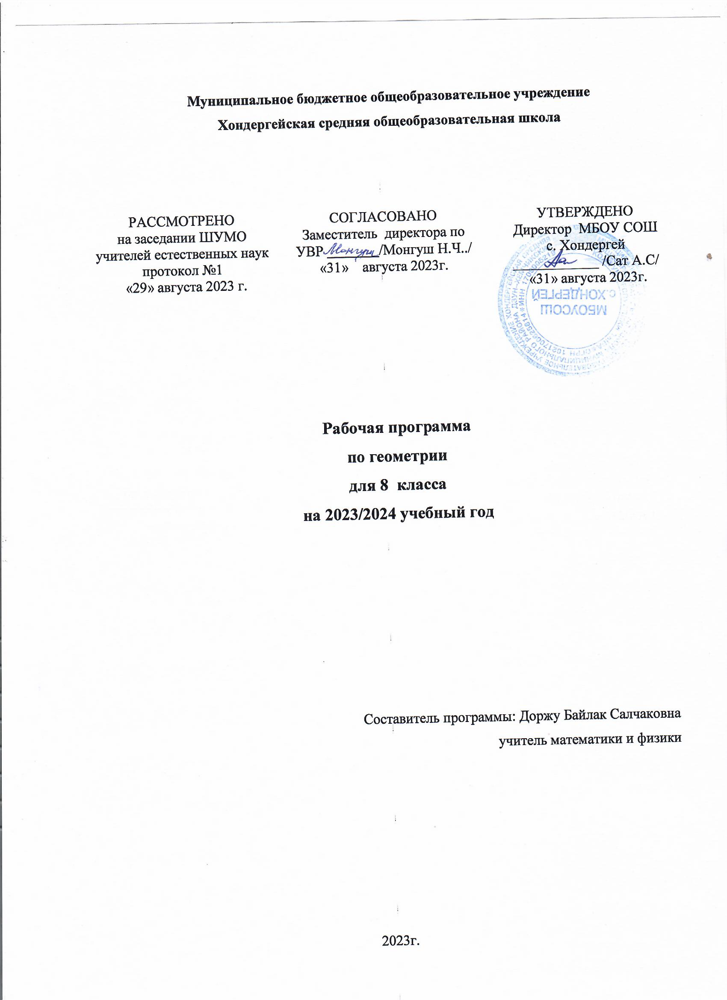 Муниципальное бюджетное общеобразовательное учреждение
Хондергейская средняя общеобразовательная школа
РАССМОТРЕНО
на заседании ШУМО
учителей естественных наук
протокол №1
«29» августа 2023 г.
СОГЛАСОВАНО
Заместитель директора по
УВР /Монгуш Н.Ч../
«31» августа 2023г.
УТВЕРЖДЕНО
Директор МБОУ СОШ
с. Хондергей
/Сат А.С/
«31» августа 2023г.
МБОУСОШ
с.ХОНДЕРГЕЙ
Рабочая программа
по геометрии
для 8 класса
на 2023/2024 учебный год
Составитель программы: Доржу Байлак Салчаковна
учитель математики и физики
2023г.